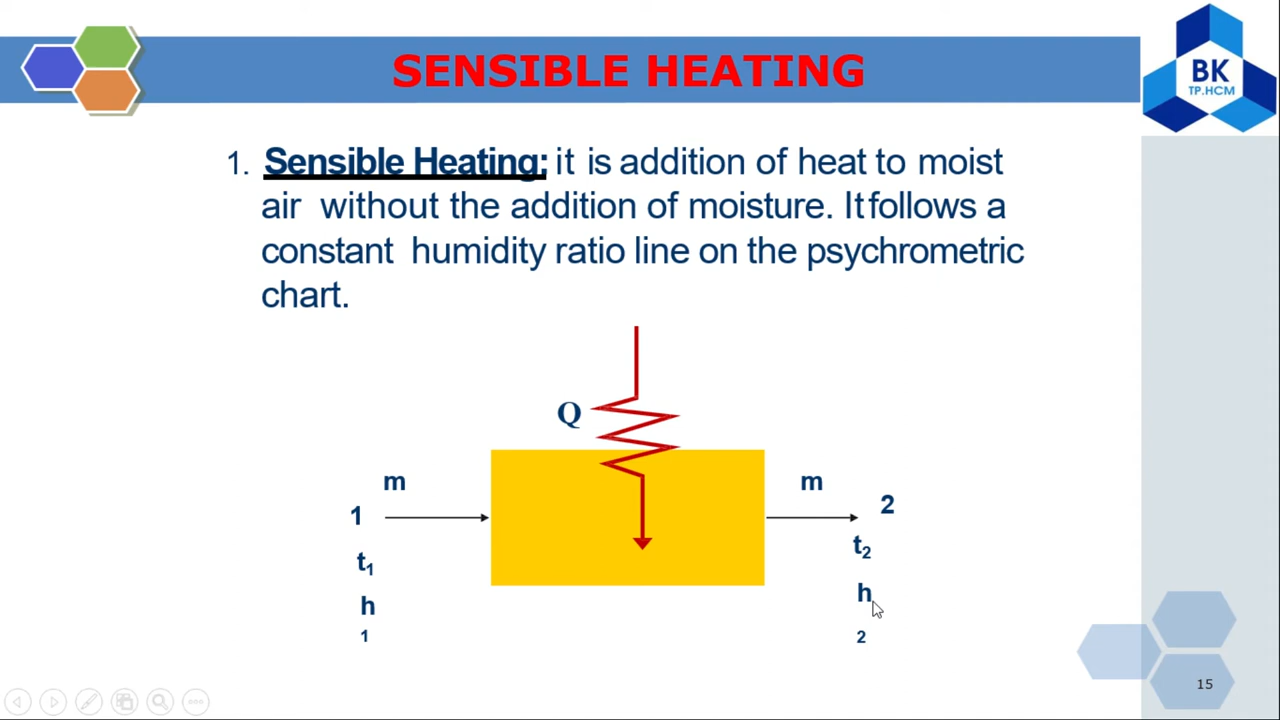 SENSIBLE HEATING
BK
TP.HCM
1. Sensible Heating: it is addition of heat to moist
air without the addition of moisture. It follows a
constant humidity ratio line on the psychrometric
chart.
Q
m
m
1
2
t1
t2
h
h
1
2
15